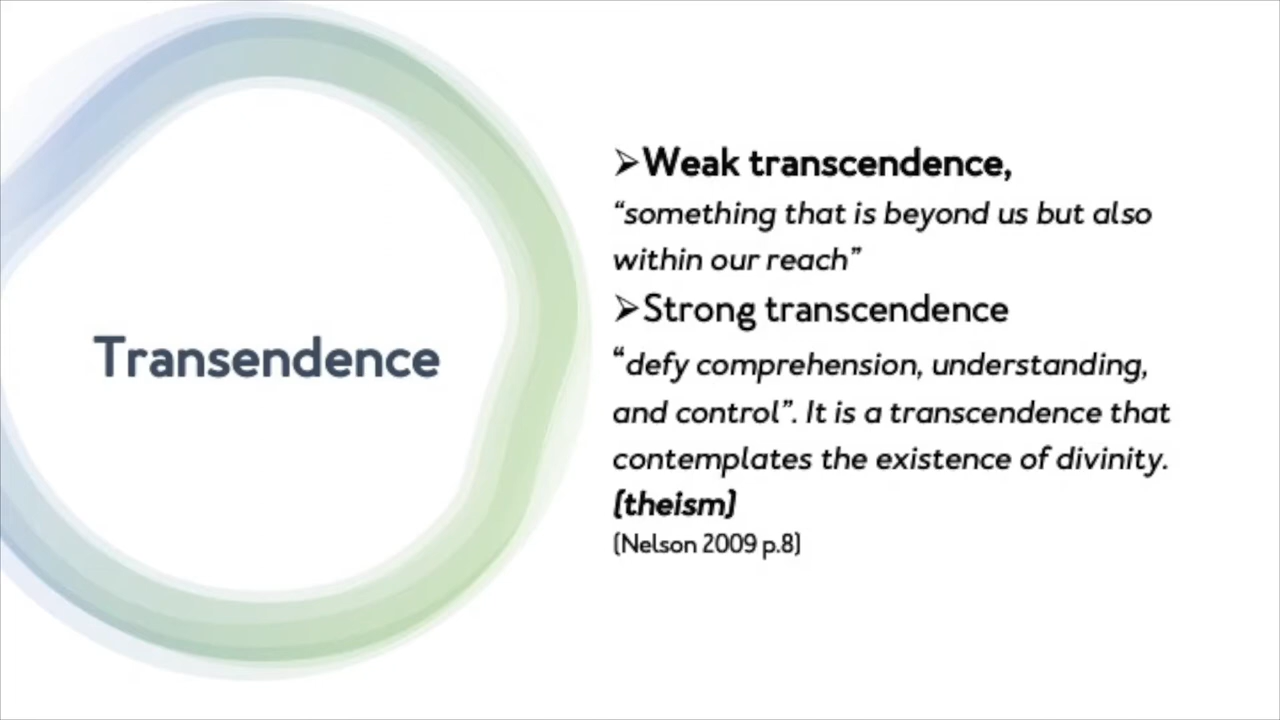 Transendence
➢Weak transcendence,
“something that is beyond us but also
within our reach”
➢Strong transcendence
“defy comprehension, understanding,
and control”. It is a transcendence that
contemplates the existence of divinity.
(theism)
(Nelson 2009 p.8)